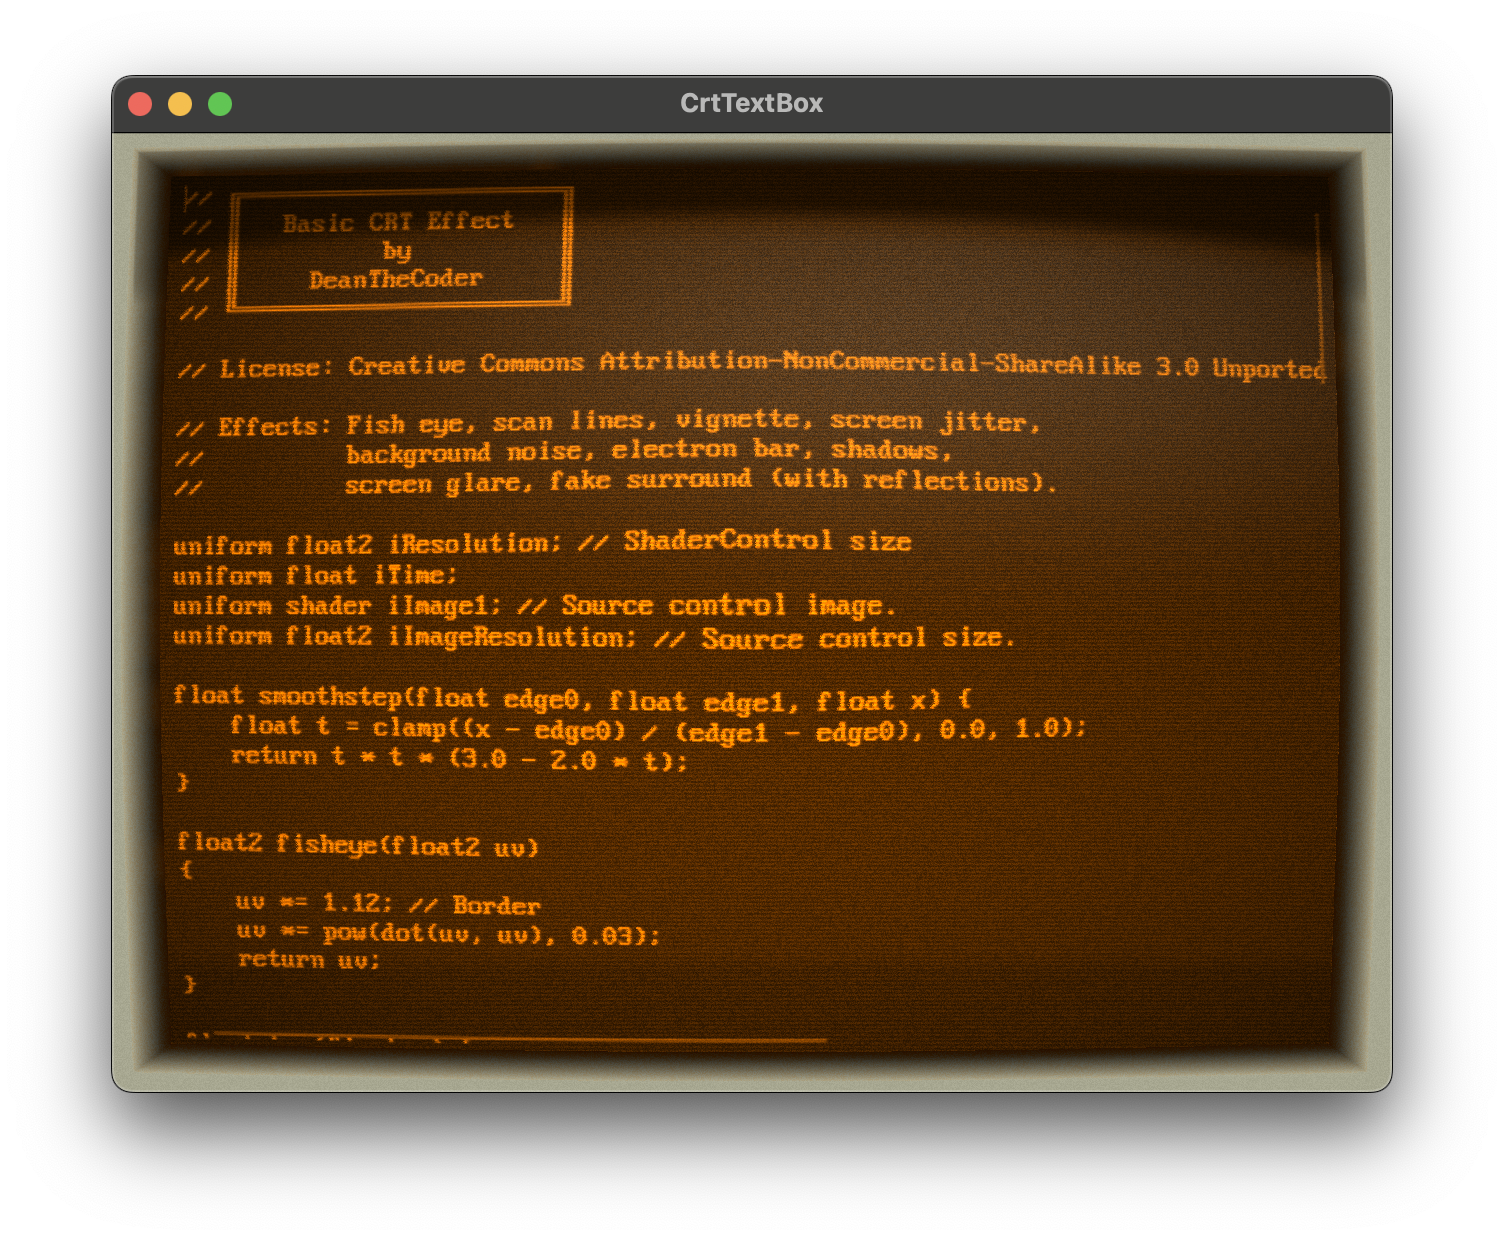 CrtTextBox
//
// Basic CRT Effect
// by
// DeanTheCoder
//
// License: Creative Commons Attribution-NonCommercial-ShareAlike 3.0 Unported
// Effects: Fish eye, scan lines, vignette, screen jitter,
// background noise, electron bar, shadows,
// screen glare, fake surround (with reflections).
uniform float2 iResolution; // ShaderControl size
uniform float iTime;
uniform shader iImage1; // Source control image.
uniform float2 iImageResolution; // Source control size.
float smoothstep(float edge0, float edge1, float x) {
float t = clamp((x - edge0) / (edge1 - edge0), 0.0, 1.0);
return t * t * (3.0 - 2.0 * t);
}
float2 fisheye(float2 uv)
{
uv *= 1.12; // Border
uv *= pow(dot(uv, uv), 0.03);
return uv;
}